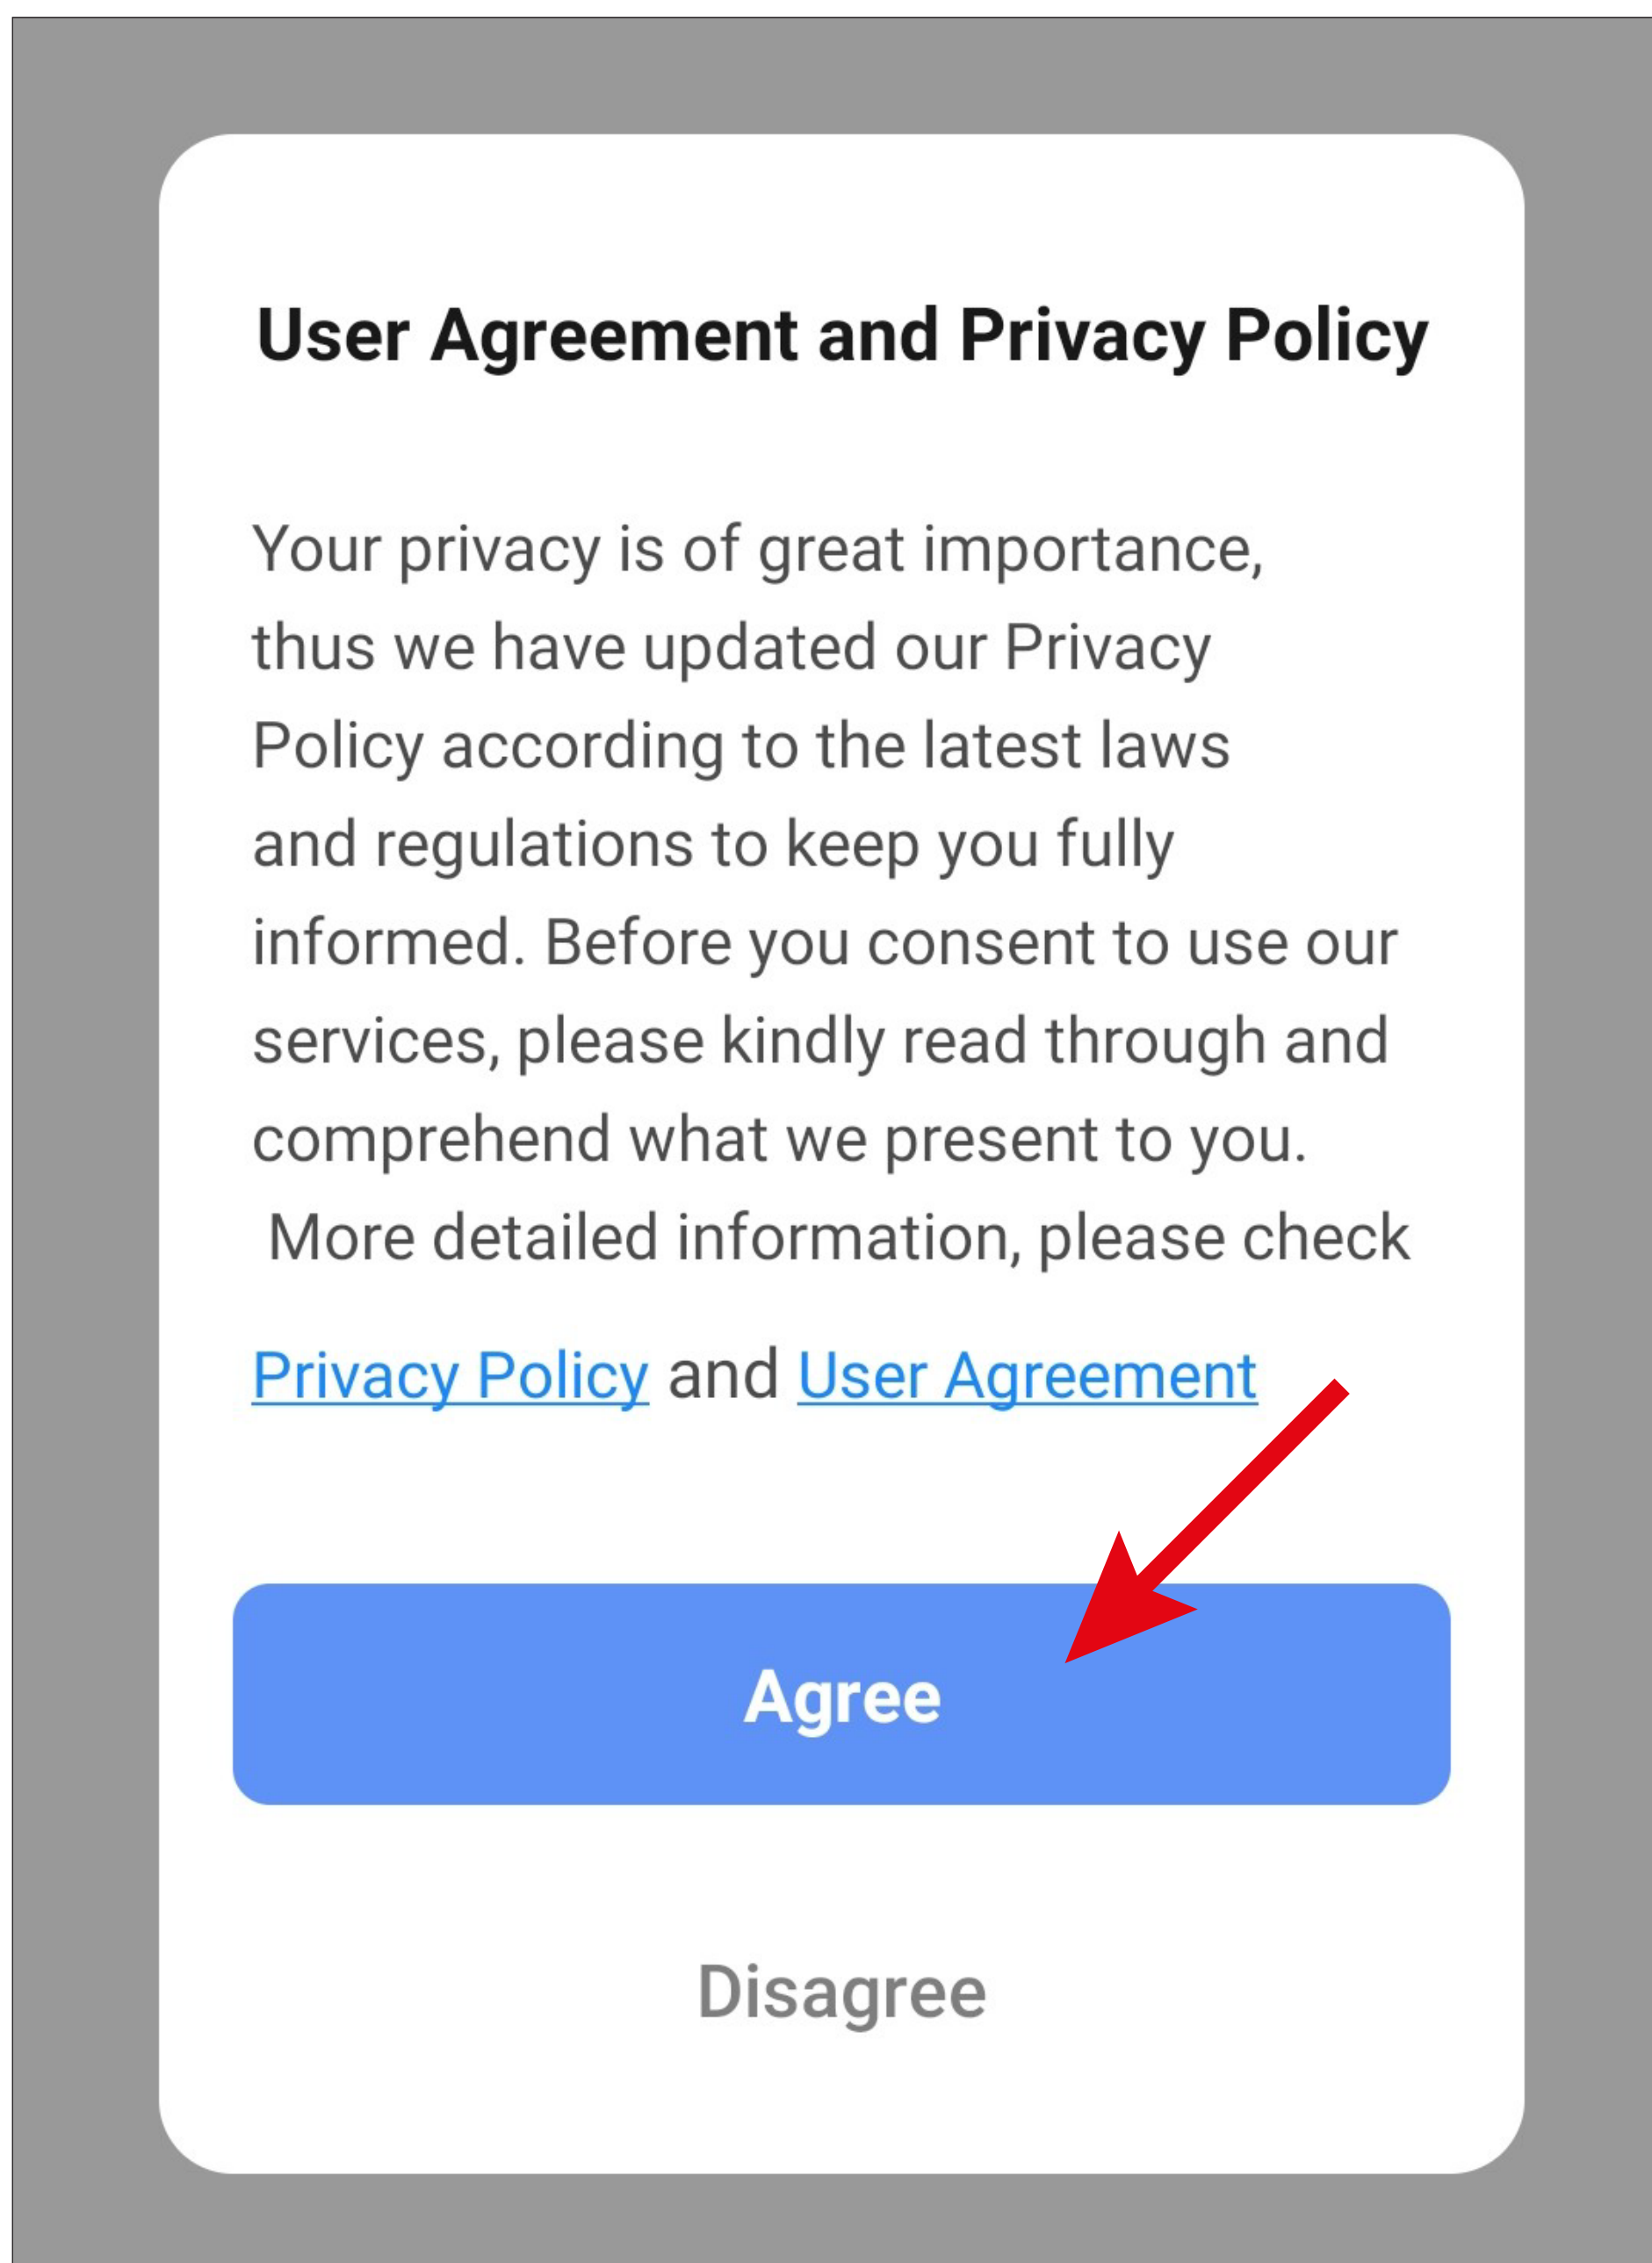 User Agreement and Privacy Policy
Your privacy is of great importance,
thus we have updated our Privacy
Policy according to the latest laws
and regulations to keep you fully
informed. Before you consent to use our
services, please kindly read through and
comprehend what we present to you.
More detailed information, please check
Privacy Policy and User Agreement
Agree
Disagree